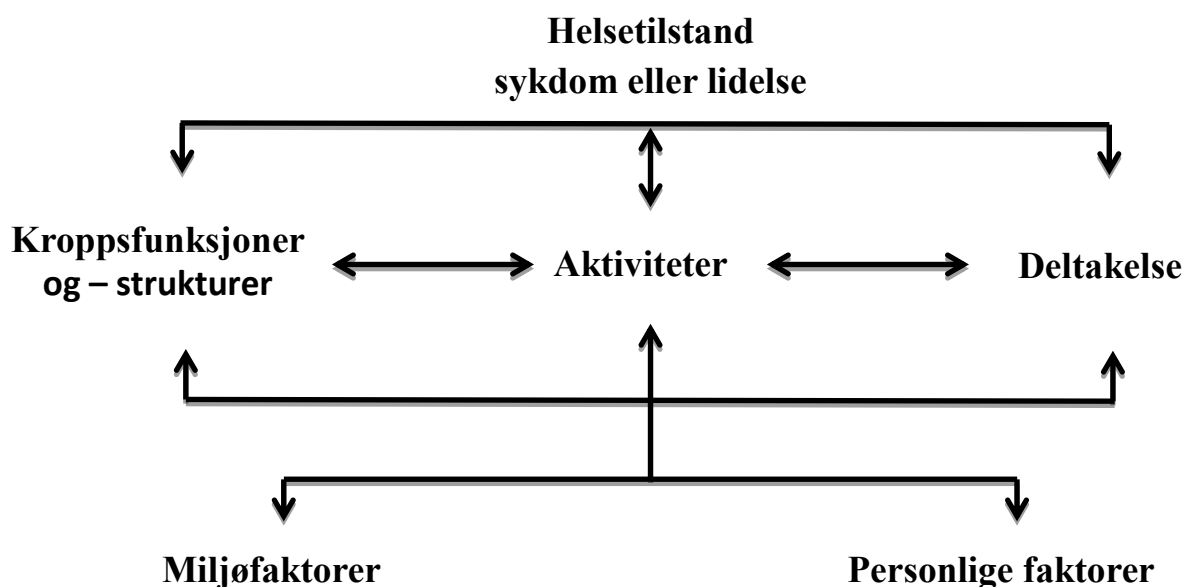 Helsetilstand
sykdom eller lidelse
Kroppsfunksjoner
og – strukturer
Aktiviteter
Deltakelse
Miljøfaktorer
Personlige faktorer